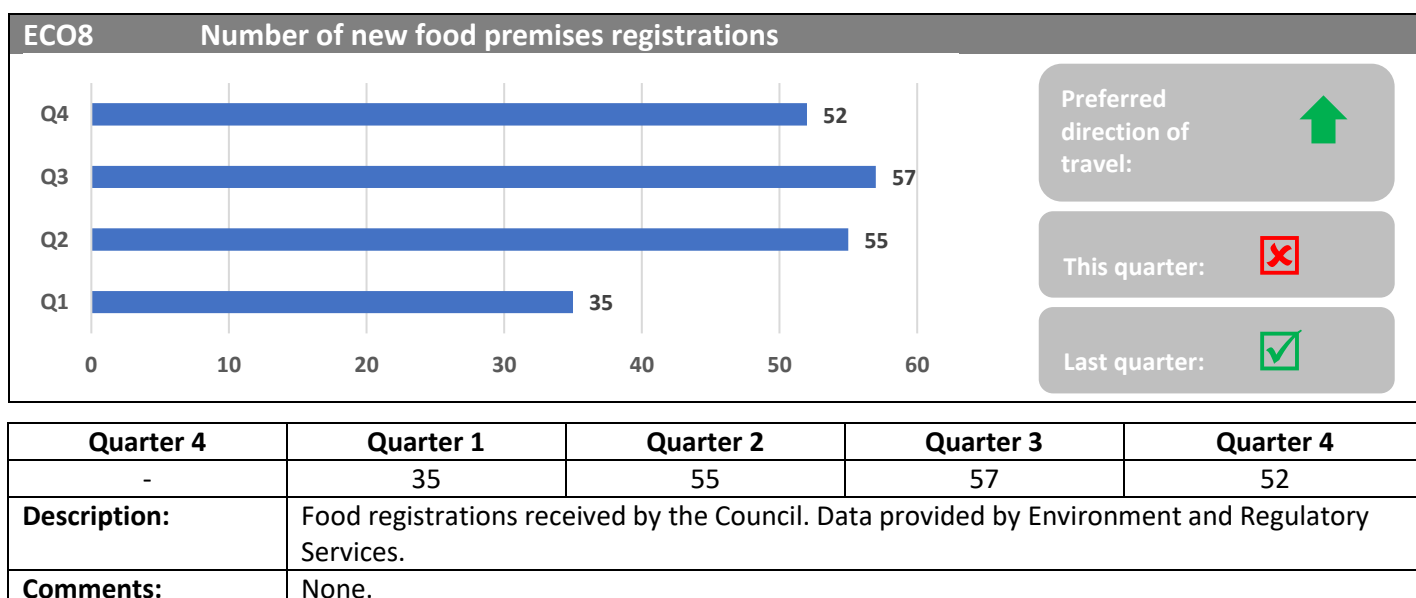 ECO8 Number of new food premises registrations
Q4 52
Q3 57
Q2 55
Q1 35
0 10 20 30 40 50 60
Preferred
direction of
travel:
This quarter:
Last quarter:
Quarter 4 Quarter 1 Quarter 2 Quarter 3 Quarter 4
- 35 55 57 52
Description: Food registrations received by the Council. Data provided by Environment and Regulatory
Services.
Comments: None.